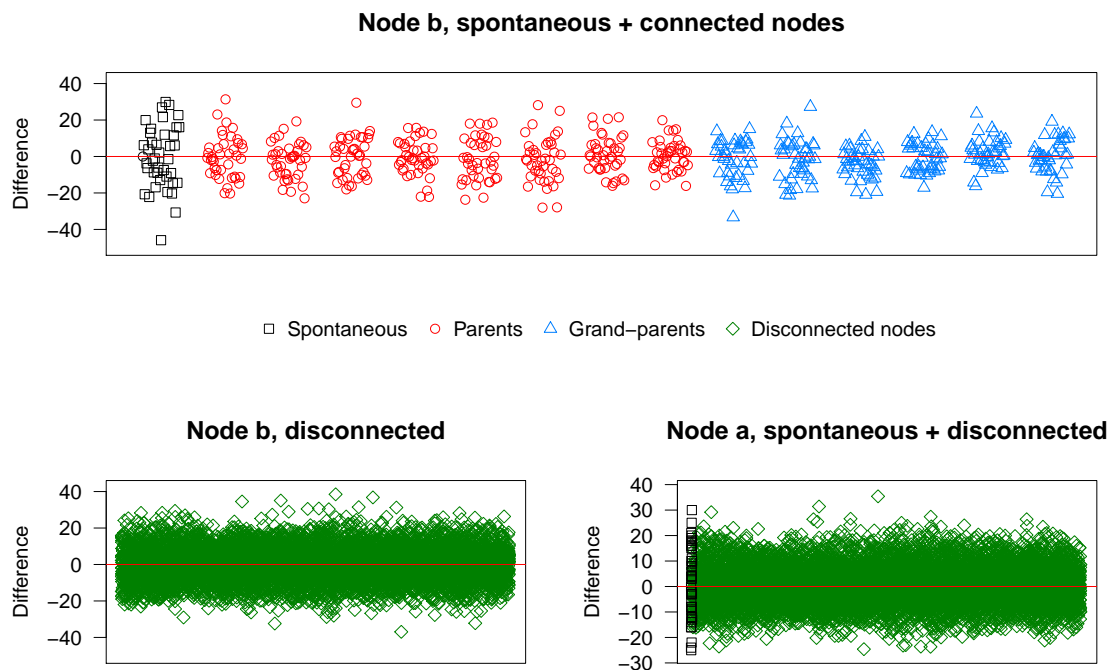 Node b, spontaneous + connected nodes
Difference
40
20
0
−20
−40
Spontaneous Parents Grand−parents Disconnected nodes
Node b, disconnected
Difference
40
20
0
−20
−40
Node a, spontaneous + disconnected
Difference
40
30
20
10
0
−10
−20
−30